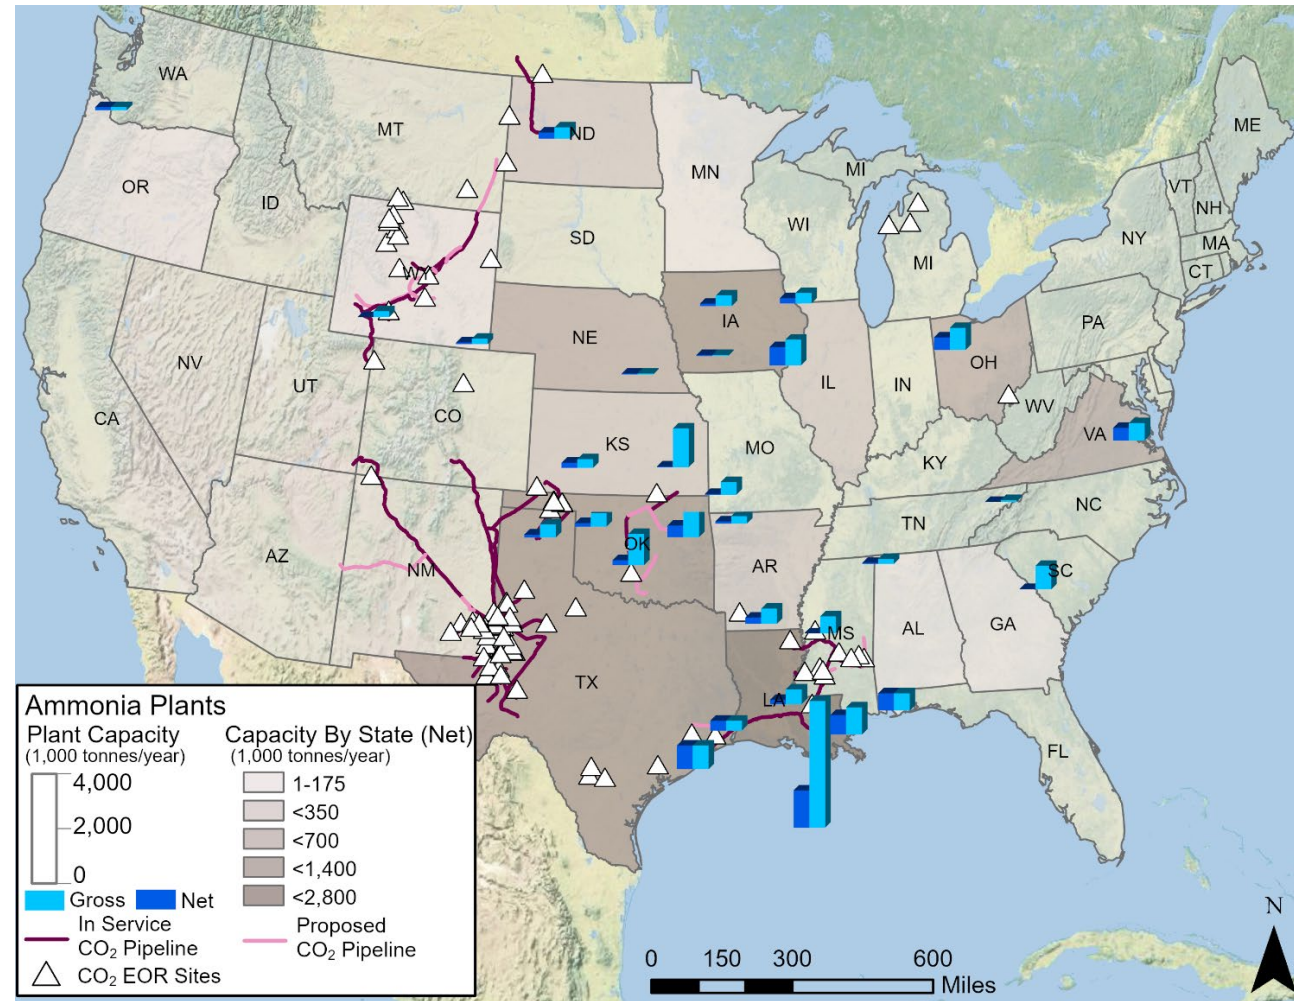 WA
ME
MT
ND
MN
MI
OR
VT
NH
ID
WI
NY
SD
MA
MI
CT
WY
IA
PA
NE
OH
NV
IL
IN
UT
WV
CO
CA
KS
MO
VA
KY
NC
TN
OK
AZ
NM
AR
SC
MS
AL
GA
TX
LA
FL
Ammonia Plants
Plant Capacity
(1,000 tonnes/year)
4,000
2,000
0
Gross Net
In Service
CO₂ Pipeline
CO₂ EOR Sites
Capacity By State (Net)
(1,000 tonnes/year)
1-175
<350
<700
<1,400
<2,800
Proposed
CO₂ Pipeline
0 150 300 600
Miles
N